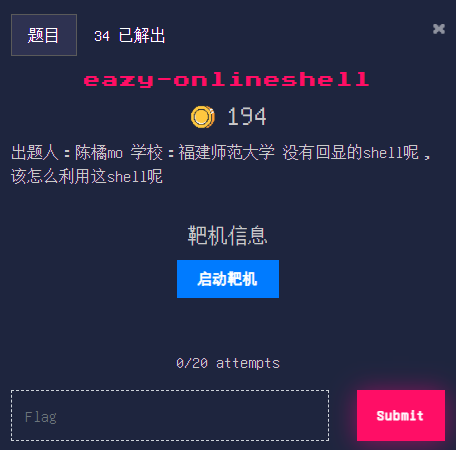 题目 34 已解出 ×
eazy-onlineshell
194
出题人：陈橘mo 学校：福建师范大学 没有回显的shell呢，
该怎么利用这shell呢
靶机信息
启动靶机
0/20 attempts
Flag Submit